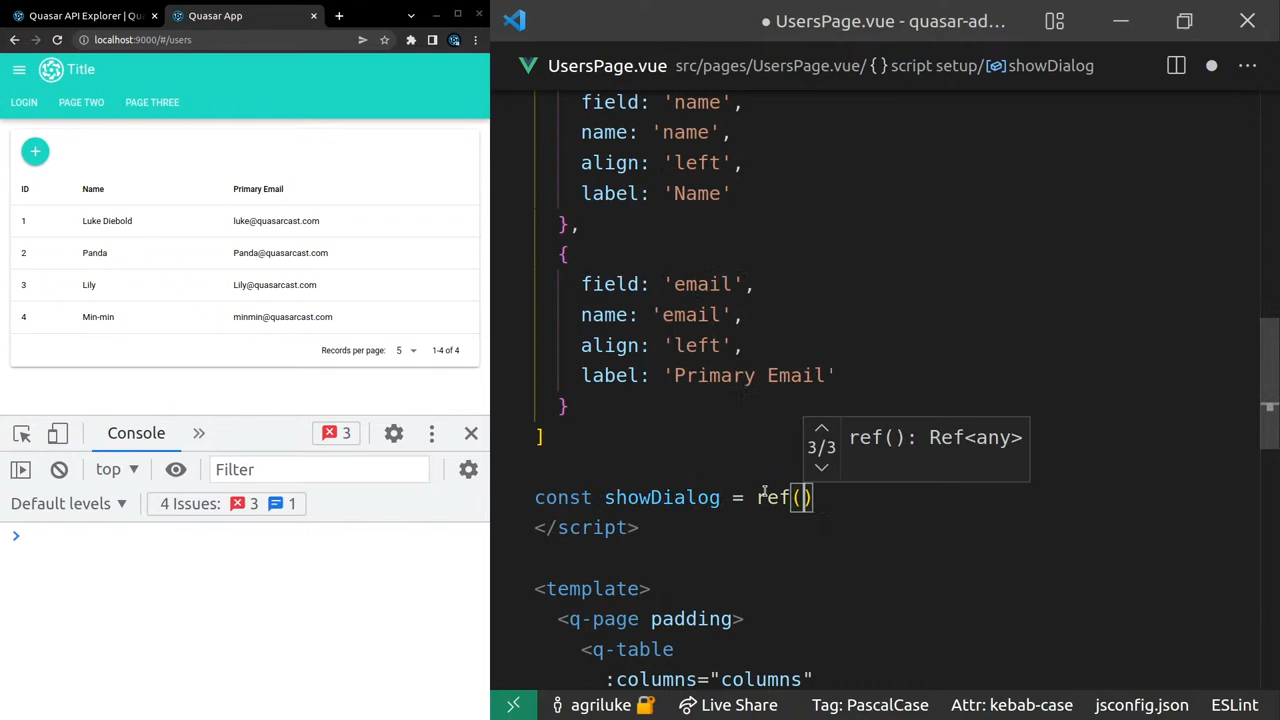 Quasar API Explorer | Qu
Quasar App
localhost:9000/#/users
Title
LOGIN PAGE TWO PAGE THREE
+
ID Name Primary Email
1 Luke Diebold luke@quasarcast.com
2 Panda Panda@quasarcast.com
3 Lily Lily@quasarcast.com
4 Min-min minmin@quasarcast.com
Records per page: 5 1-4 of 4
Console 3
top Filter
Default levels 4 Issues: 3 1
UsersPage.vue - quasar-ad...
UsersPage.vue src/pages/UsersPage.vue/ {} script setup/ showDialog
field: 'name',
name: 'name',
align: 'left',
label: 'Name'
},
{
field: 'email',
name: 'email',
align: 'left',
label: 'Primary Email'
}
]
3/3 ref(): Ref<any>
const showDialog = ref()
</script>
<template>
<q-page padding>
<q-table
:columns="columns"
agriluke Live Share Tag: PascalCase Attr: kebab-case jsconfig.json ESLint